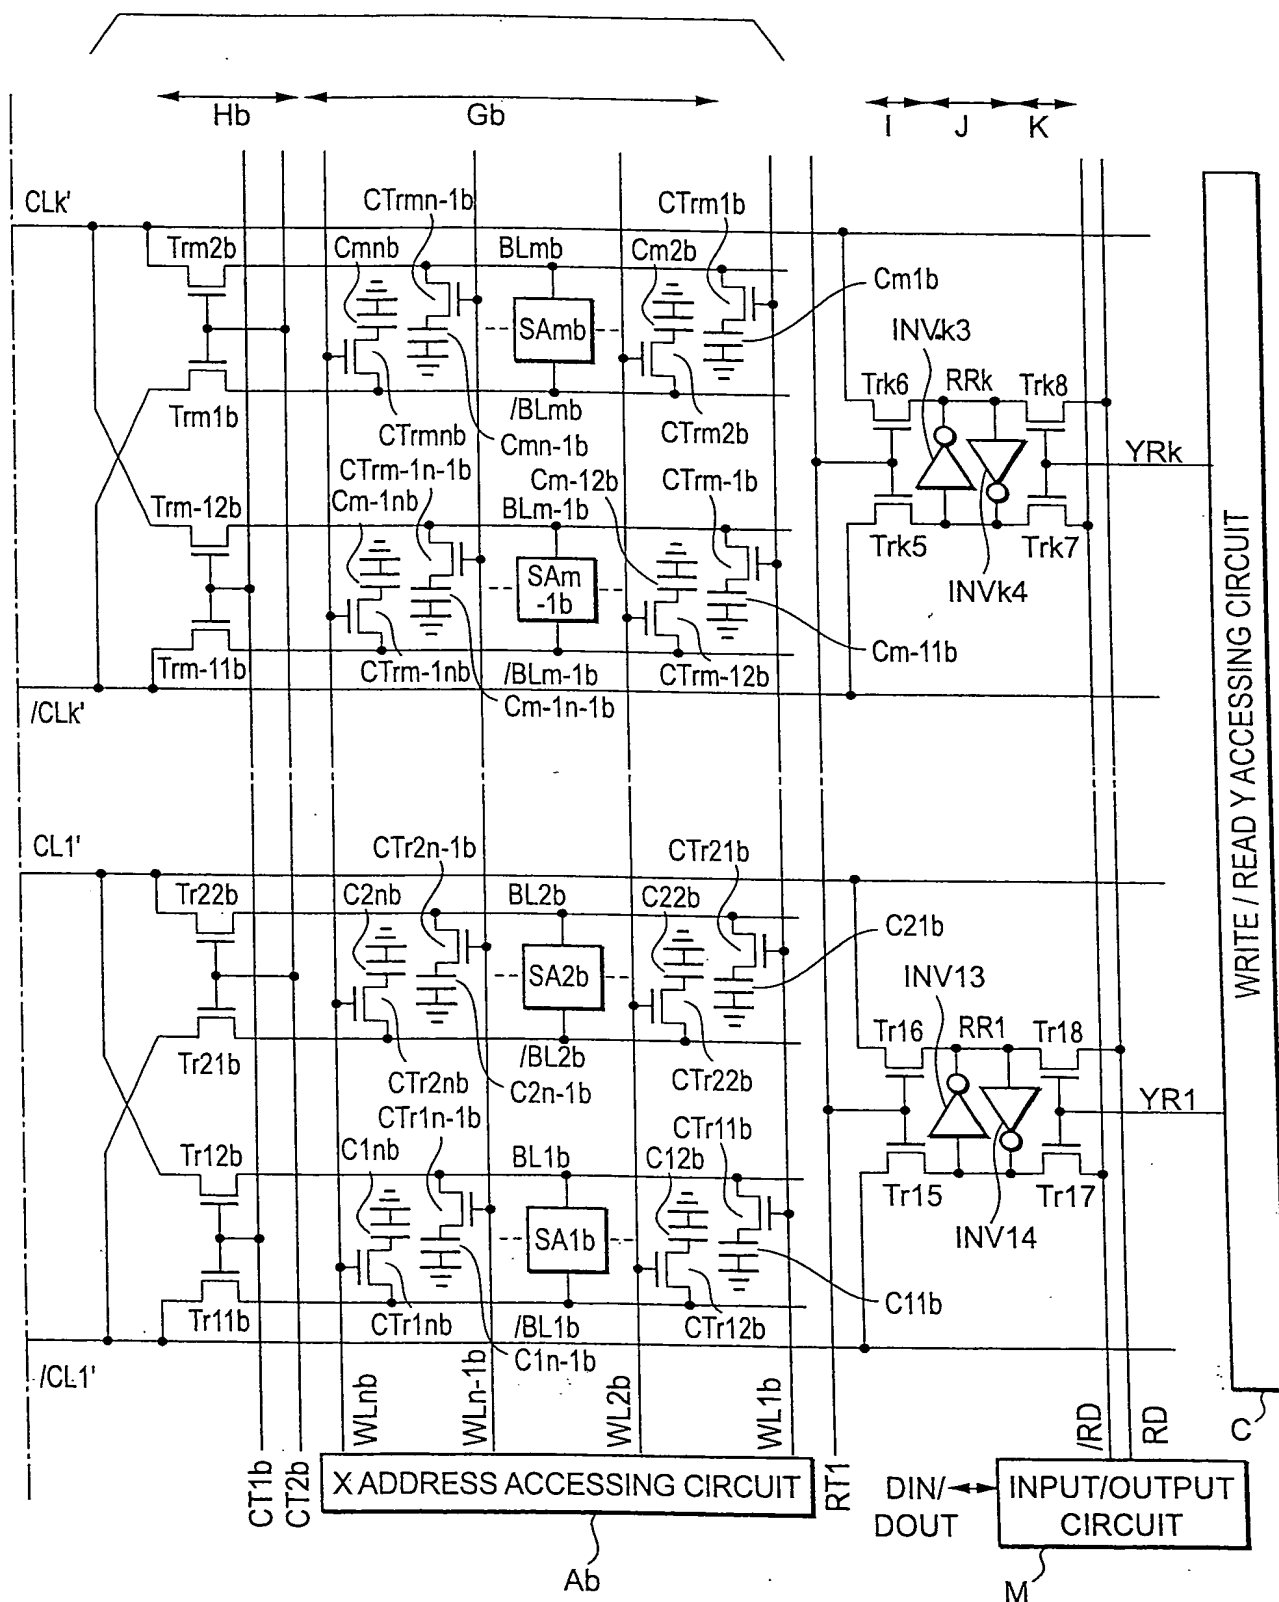 Hb
Gb
I
J
K
CLk'
CTrmn-1b
CTrm1b
Trm2b
Cmnb
BLmb
Cm2b
Cm1b
SAmb
INVk3
Trk6
RRk
Trk8
Trm1b
/BLmb
CTrmnb
Cmn-1b
CTrm2b
YRk
CTrm-1n-1b
Cm-12b
CTrm-1b
Cm-1nb
Trm-12b
BLm-1b
Trk5
Trk7
SAm
-1b
INVk4
Trm-11b
CTrm-1nb
/BLm-1b
CTrm-12b
Cm-11b
/CLk'
Cm-1n-1b
WRITE / READ Y ACCESSING CIRCUIT
CL1'
CTr2n-1b
CTr21b
Tr22b
C2nb
BL2b
C22b
C21b
SA2b
INV13
Tr16
RR1
Tr18
Tr21b
/BL2b
CTr2nb
C2n-1b
CTr22b
YR1
CTr1n-1b
CTr11b
Tr12b
C1nb
BL1b
C12b
Tr15
Tr17
SA1b
INV14
C11b
Tr11b
CTr1nb
/BL1b
CTr12b
C1n-1b
/CL1'
CT1b
CT2b
WLnb
WLn-1b
WL2b
WL1b
RT1
/RD
RD
C
X ADDRESS ACCESSING CIRCUIT
DIN/
DOUT
INPUT/OUTPUT
CIRCUIT
Ab
M